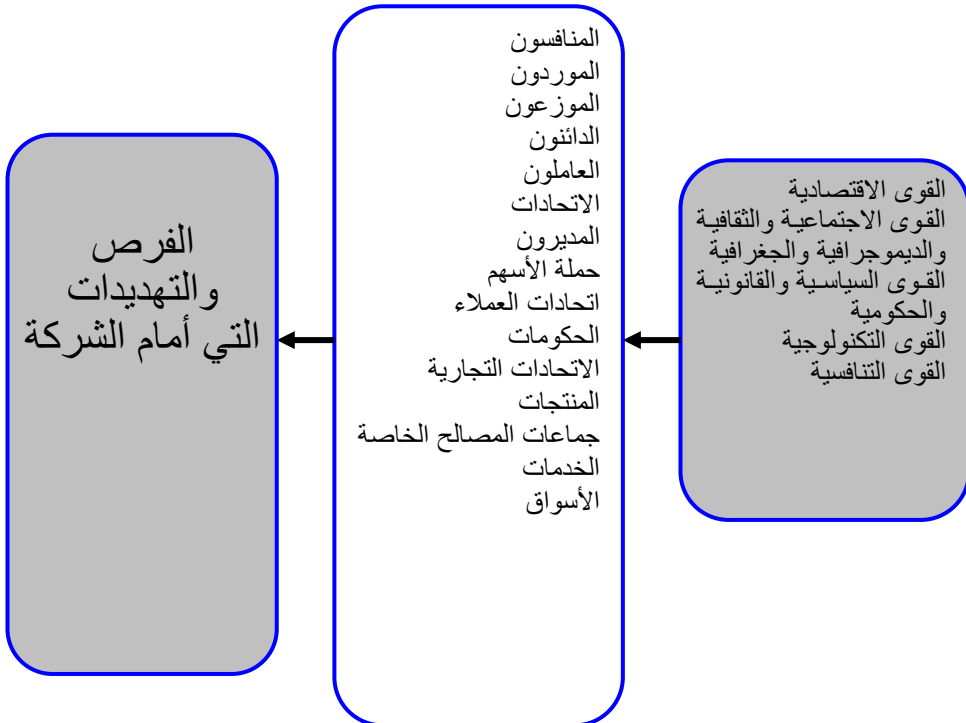 القوى الاقتصادية
القوى الاجتماعية والثقافية
والديموجرافية والجغرافية
القوى السياسية والقانونية
والحكومية
القوى التكنولوجية
القوى التنافسية
المنافسون
الموردون
الموزعون
الدائنون
العاملون
الاتحادات
المديرون
حملة الأسهم
اتحادات العملاء
الحكومات
الاتحادات التجارية
المنتجات
جماعات المصالح الخاصة
الخدمات
الأسواق
الفرص
والتهديدات
التي أمام الشركة